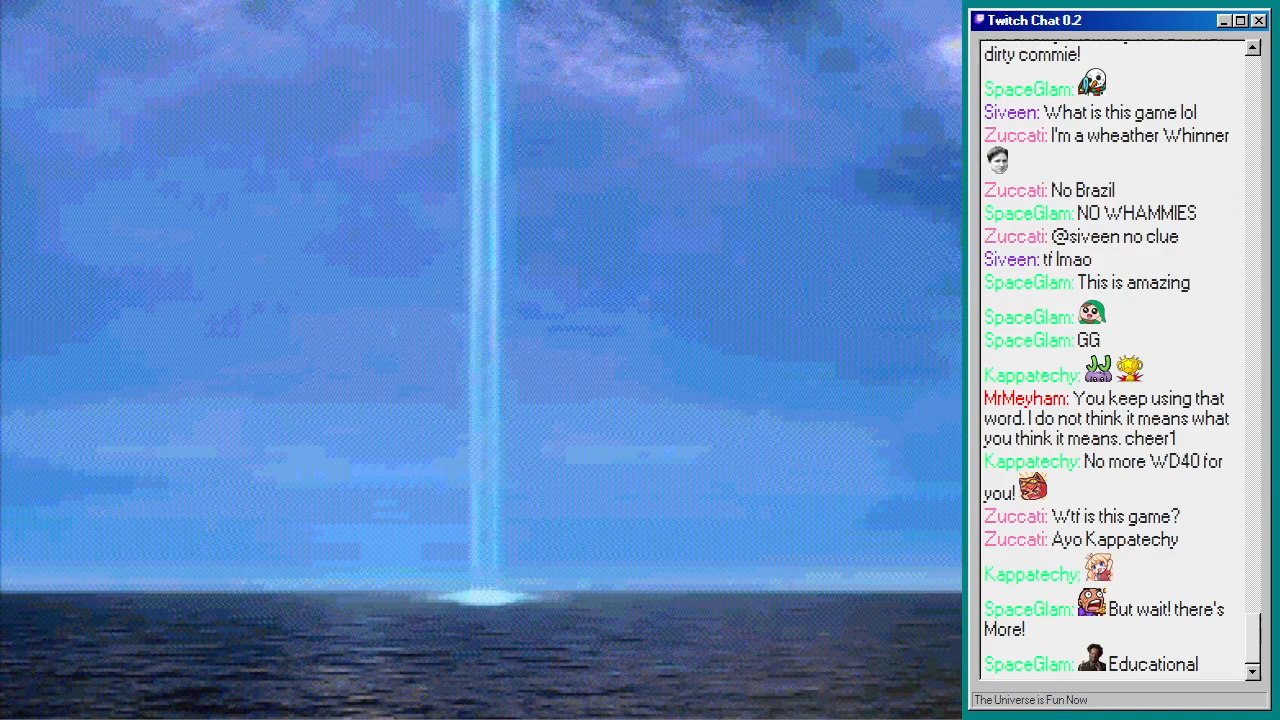 Twitch Chat 0.2
dirty commie!
SpaceGlam:
Siveen: What is this game lol
Zuccati: I'm a wheather Whinner
Zuccati: No Brazil
SpaceGlam: NO WHAMMIES
Zuccati: @siveen no clue
Siveen: tf lmao
SpaceGlam: This is amazing
SpaceGlam:
SpaceGlam: GG
Kappatechy:
MrMeyham: You keep using that
word. I do not think it means what
you think it means. cheer1
Kappatechy: No more WD40 for
you!
Zuccati: Wtf is this game?
Zuccati: Ayo Kappatechy
Kappatechy:
SpaceGlam: But wait! there's
More!
SpaceGlam: Educational
The Universe is Fun Now